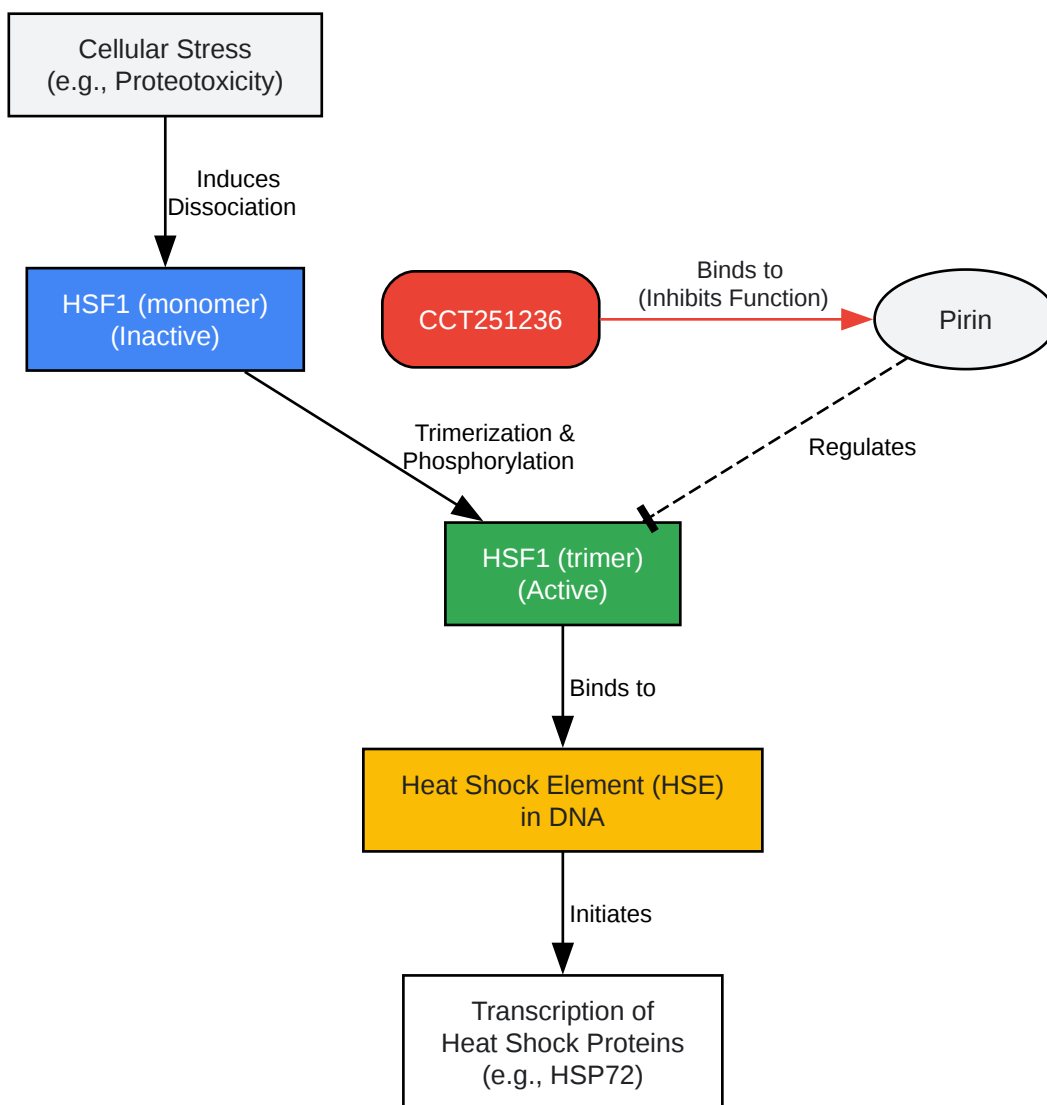 Cellular Stress
(e.g., Proteotoxicity)
Induces
Dissociation
HSF1 (monomer)
(Inactive)
CCT251236
Binds to
(Inhibits Function)
Pirin
Trimerization &
Phosphorylation
Regulates
HSF1 (trimer)
(Active)
Binds to
Heat Shock Element (HSE)
in DNA
Initiates
Transcription of
Heat Shock Proteins
(e.g., HSP72)